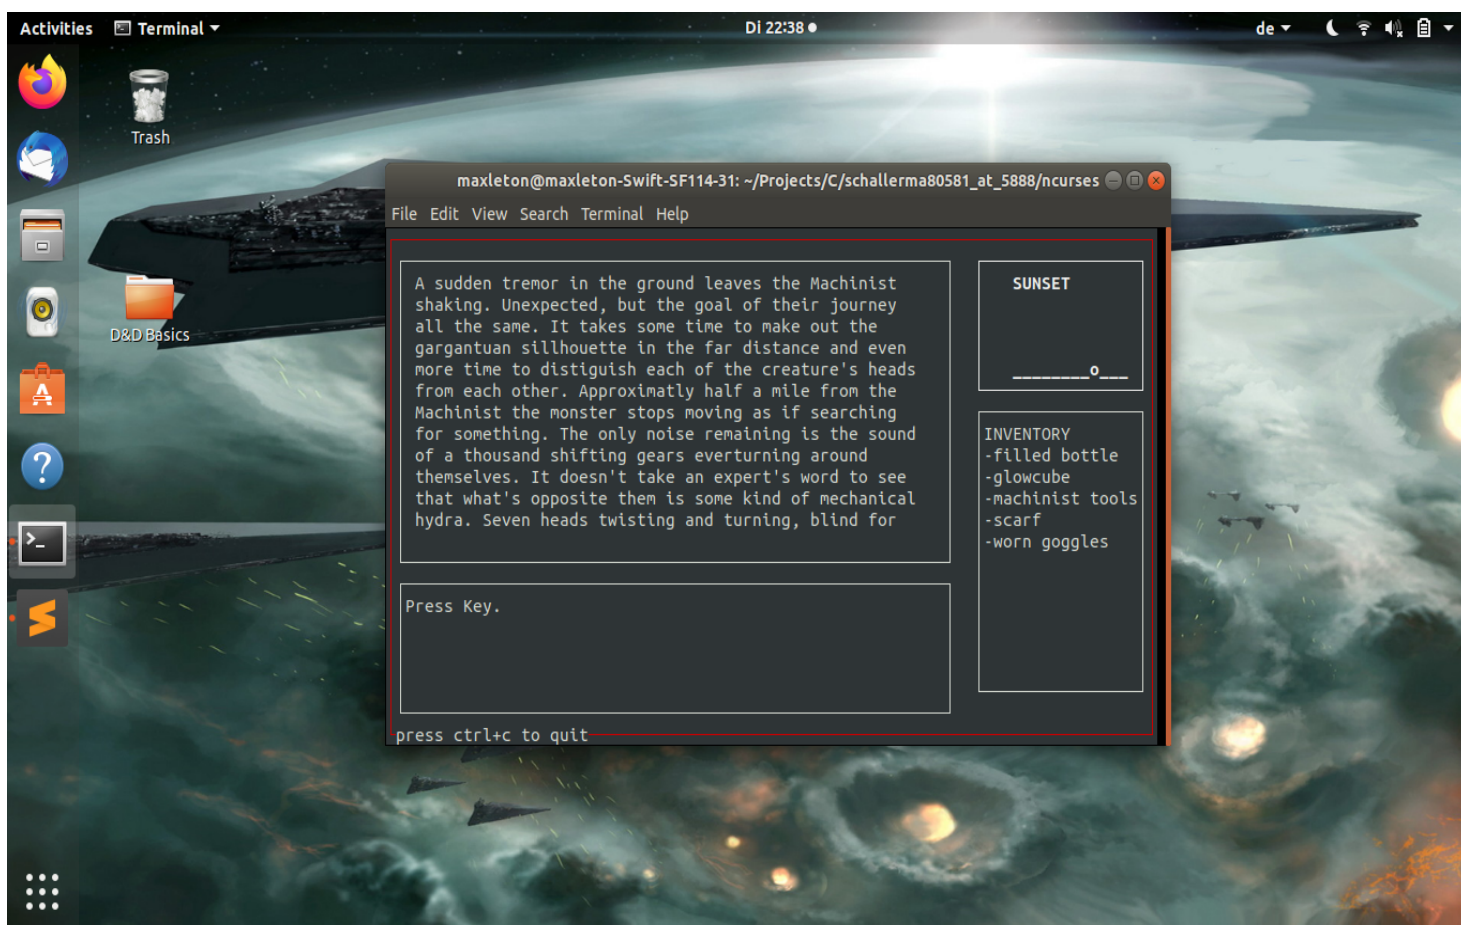 Activities
Terminal
Di 22:38
de
Trash
D&D Basics
maxleton@maxleton-Swift-SF114-31: ~/Projects/C/schallerma80581_at_5888/ncurses
File Edit View Search Terminal Help
A sudden tremor in the ground leaves the Machinist
shaking. Unexpected, but the goal of their journey
all the same. It takes some time to make out the
gargantuan sillhouette in the far distance and even
more time to distiguish each of the creature's heads
from each other. Approximatly half a mile from the
Machinist the monster stops moving as if searching
for something. The only noise remaining is the sound
of a thousand shifting gears everturning around
themselves. It doesn't take an expert's word to see
that what's opposite them is some kind of mechanical
hydra. Seven heads twisting and turning, blind for
SUNSET
________o___
INVENTORY
-filled bottle
-glowcube
-machinist tools
-scarf
-worn goggles
Press Key.
press ctrl+c to quit